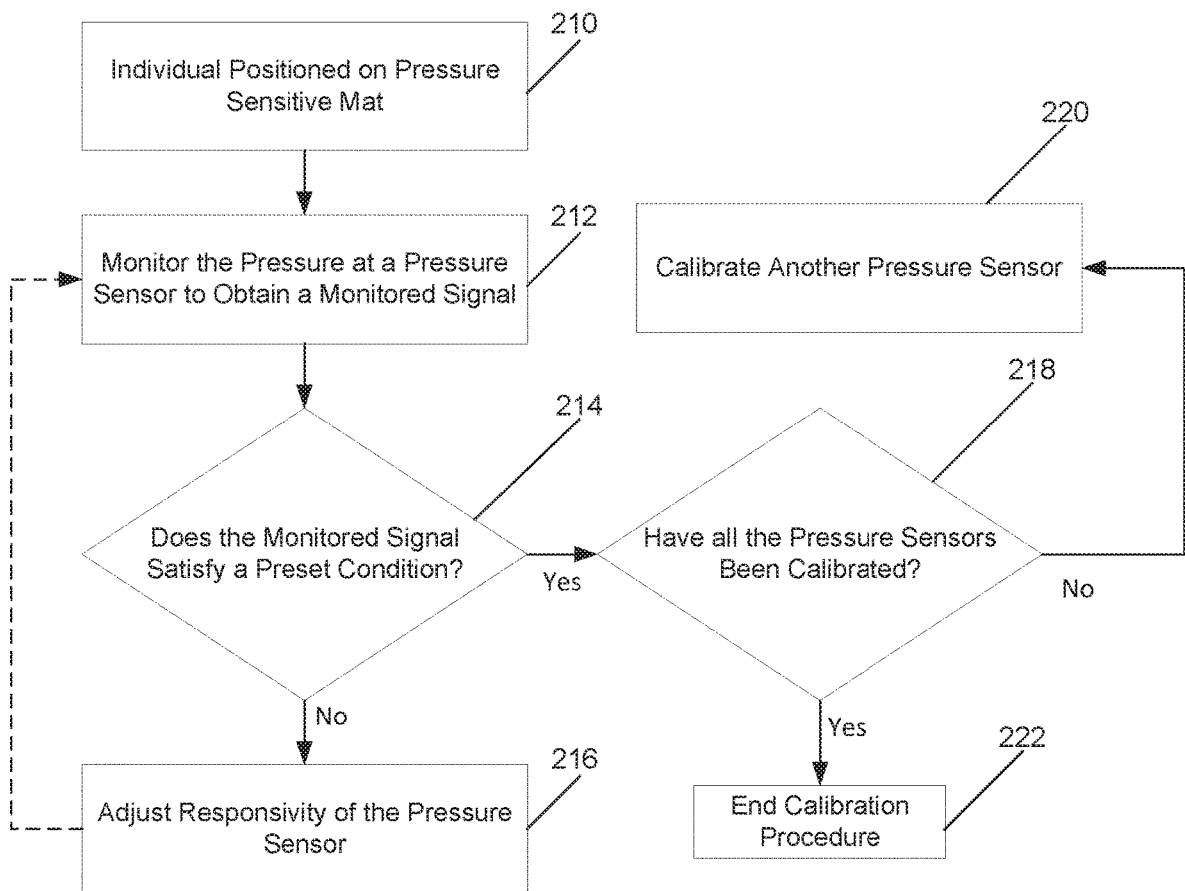 210
Individual Positioned on Pressure
Sensitive Mat
220
212
Monitor the Pressure at a Pressure
Sensor to Obtain a Monitored Signal
Calibrate Another Pressure Sensor
218
214
Does the Monitored Signal
Satisfy a Preset Condition?
Yes
Have all the Pressure Sensors
Been Calibrated?
No
No
Yes
216
Adjust Responsivity of the Pressure
Sensor
222
End Calibration
Procedure